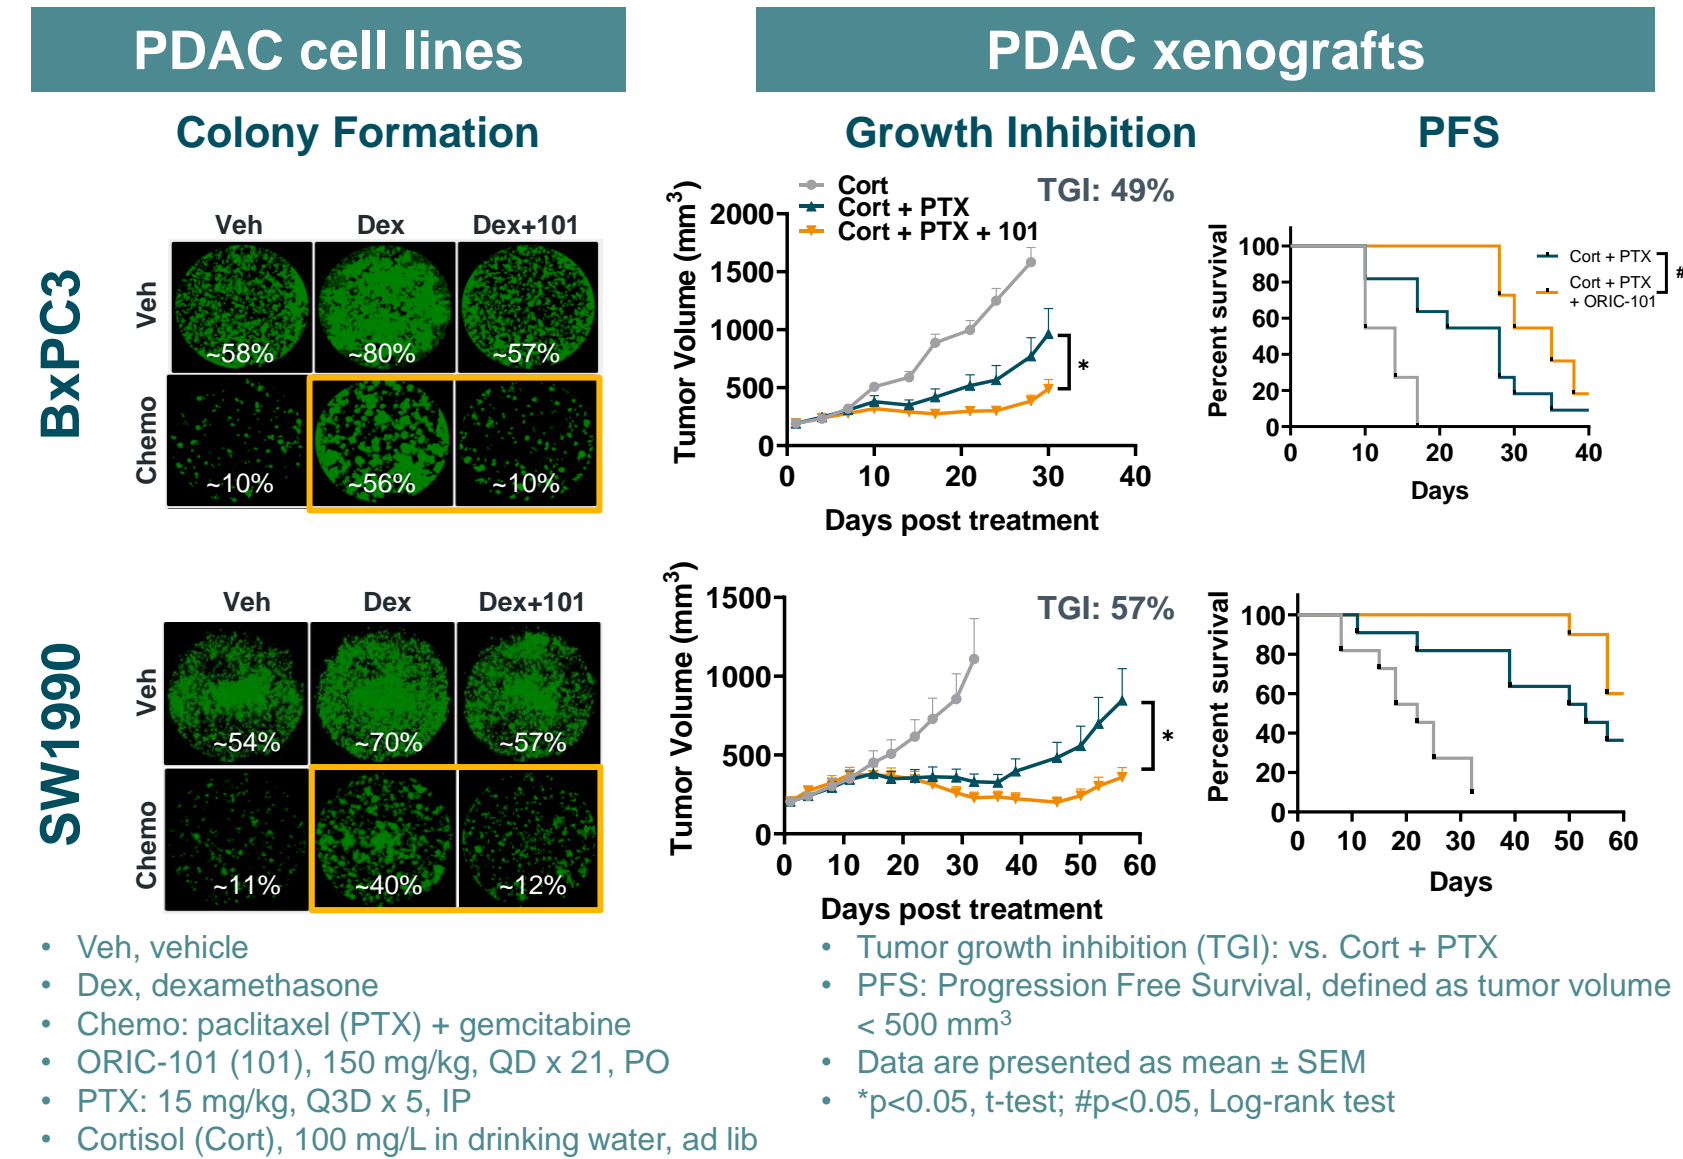 PDAC cell lines
PDAC xenografts
Colony Formation
Growth Inhibition
PFS
BxPC3
Veh
Dex
Dex+101
Veh
~58%
~80%
~57%
Chemo
~10%
~56%
~10%
Tumor Volume (mm³)
Cort
Cort + PTX
Cort + PTX + 101
TGI: 49%
2000
1500
1000
500
0
*
0 10 20 30 40
Days post treatment
Percent survival
100
80
60
40
20
0
Cort + PTX
Cort + PTX
+ ORIC-101
#
0 10 20 30 40
Days
SW1990
Veh
Dex
Dex+101
Veh
~54%
~70%
~57%
Chemo
~11%
~40%
~12%
Tumor Volume (mm³)
TGI: 57%
1500
1000
500
0
*
0 10 20 30 40 50 60
Days post treatment
Percent survival
100
80
60
40
20
0
0 10 20 30 40 50 60
Days
• Veh, vehicle
• Dex, dexamethasone
• Chemo: paclitaxel (PTX) + gemcitabine
• ORIC-101 (101), 150 mg/kg, QD x 21, PO
• PTX: 15 mg/kg, Q3D x 5, IP
• Cortisol (Cort), 100 mg/L in drinking water, ad lib
• Tumor growth inhibition (TGI): vs. Cort + PTX
• PFS: Progression Free Survival, defined as tumor volume
< 500 mm³
• Data are presented as mean ± SEM
• *p<0.05, t-test; #p<0.05, Log-rank test